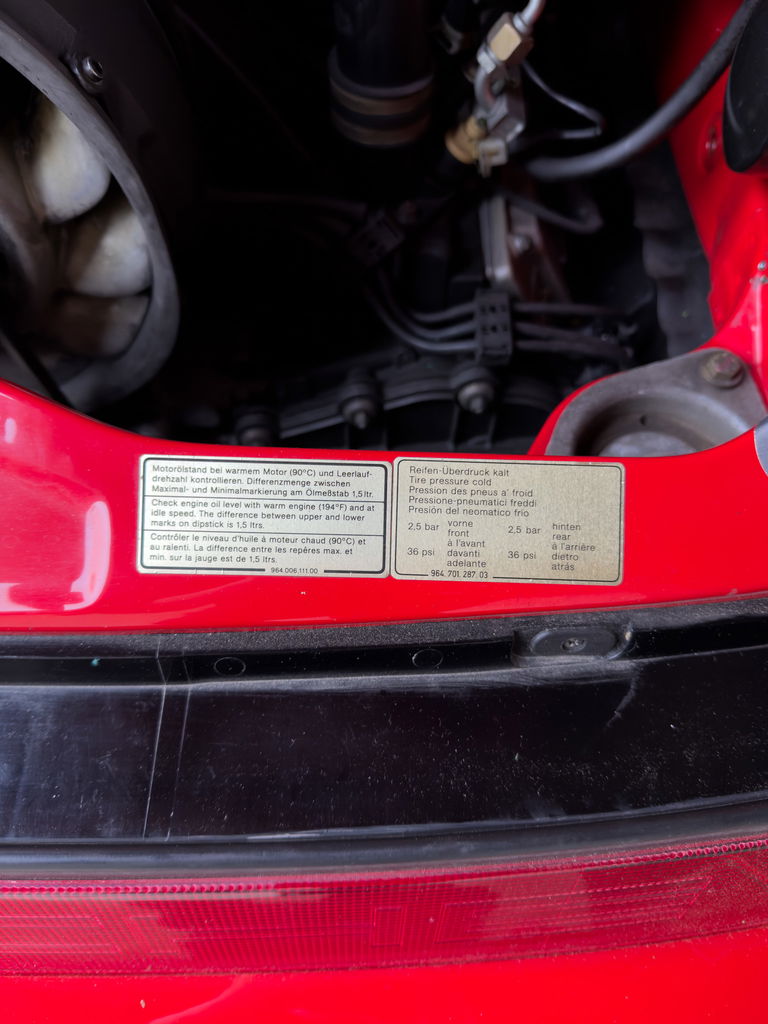 Motorölstand bei warmem Motor (90°C) und Leerlauf-
drehzahl kontrollieren. Differenzmenge zwischen
Maximal- und Minimalmarkierung am Ölmeßstab 1,5 ltr.
Check engine oil level with warm engine (194°F) and at
idle speed. The difference between upper and lower
marks on dipstick is 1,5 ltrs.
Contrôler le niveau d'huile à moteur chaud (90°C) et
au ralenti. La différence entre les repères max. et
min. sur la jauge est de 1,5 ltrs.
964.006.111.00
Reifen-Überdruck kalt
Tire pressure cold
Pression des pneus a' froid
Pressione-pneumatici freddi
Presión del neomatico frio
2,5 bar vorne 2,5 bar hinten
front rear
à l'avant à l'arrière
36 psi davanti 36 psi dietro
adelante atrás
964.701.287.03